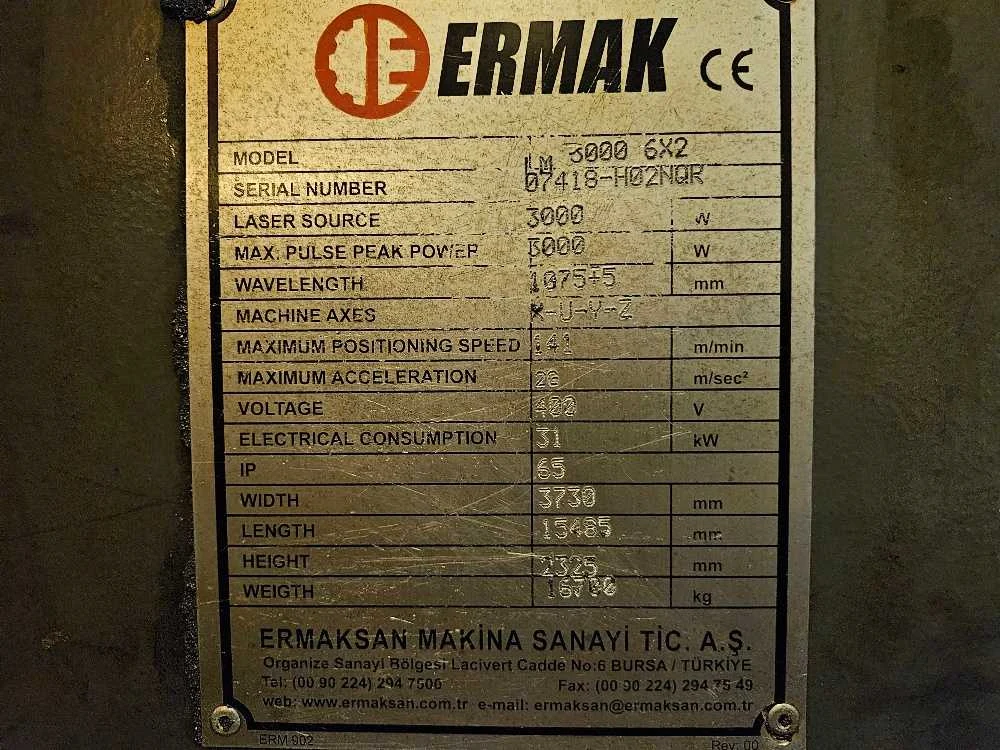 ERMAK CE
MODEL LM 3000 6X2
SERIAL NUMBER 07418-H02NQR
LASER SOURCE 3000 W
MAX. PULSE PEAK POWER 3000 W
WAVELENGTH 1075±5 mm
MACHINE AXES X-U-Y-Z
MAXIMUM POSITIONING SPEED 141 m/min
MAXIMUM ACCELERATION 2G m/sec²
VOLTAGE 400 V
ELECTRICAL CONSUMPTION 31 kW
IP 65
WIDTH 3730 mm
LENGTH 15485 mm
HEIGHT 2325 mm
WEIGTH 16700 kg
ERMAKSAN MAKİNA SANAYİ TİC. A.Ş.
Organize Sanayi Bölgesi Lacivert Cadde No:6 BURSA / TÜRKİYE
Tel: (00 90 224) 294 7500 Fax: (00 90 224) 294 75 49
web: www.ermaksan.com.tr e-mail: ermaksan@ermaksan.com.tr
ERM 902 Rev: 00